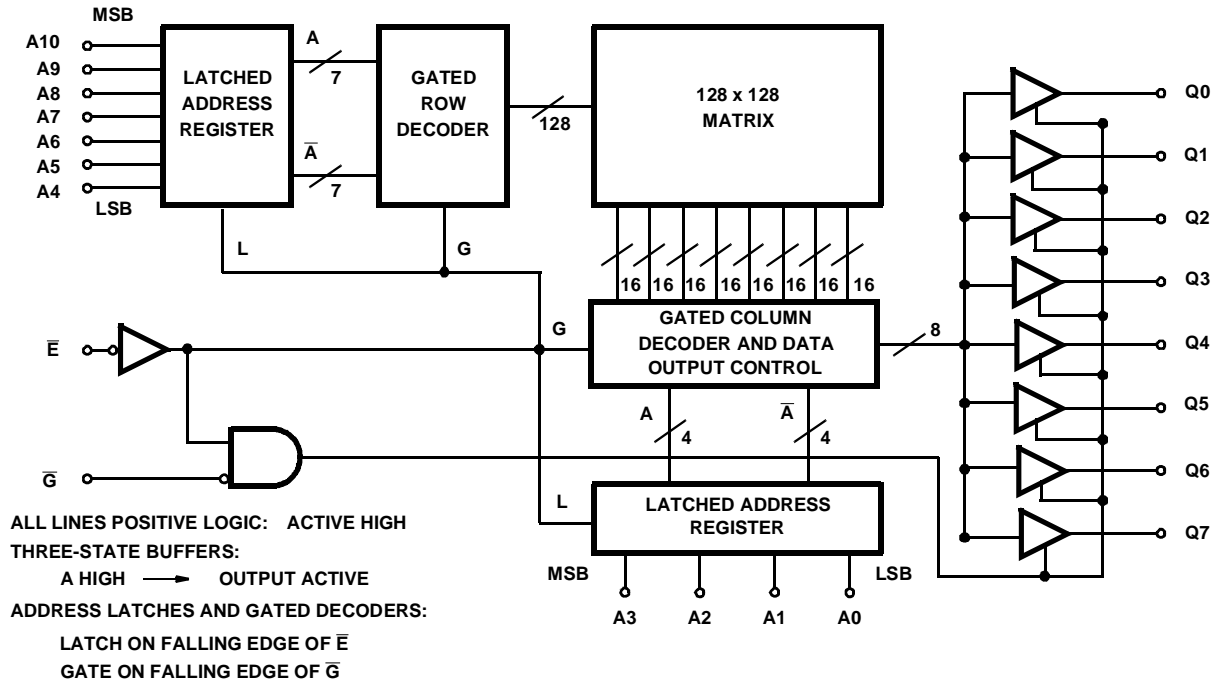 MSB
A10
A9
A8
A7
A6
A5
A4
LSB
LATCHED
ADDRESS
REGISTER
A
7
A̅
7
GATED
ROW
DECODER
128
128 x 128
MATRIX
L
G
16 16 16 16 16 16 16 16
E̅
G
GATED COLUMN
DECODER AND DATA
OUTPUT CONTROL
8
A
4
A̅
4
G̅
L
LATCHED ADDRESS
REGISTER
MSB
LSB
A3
A2
A1
A0
Q0
Q1
Q2
Q3
Q4
Q5
Q6
Q7
ALL LINES POSITIVE LOGIC: ACTIVE HIGH
THREE-STATE BUFFERS:
A HIGH → OUTPUT ACTIVE
ADDRESS LATCHES AND GATED DECODERS:
LATCH ON FALLING EDGE OF E̅
GATE ON FALLING EDGE OF G̅